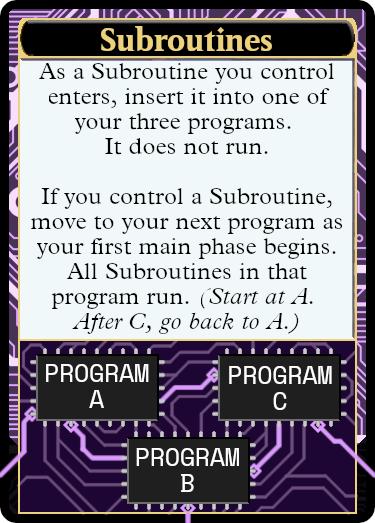 Subroutines
As a Subroutine you control
enters, insert it into one of
your three programs.
It does not run.
If you control a Subroutine,
move to your next program as
your first main phase begins.
All Subroutines in that
program run. (Start at A.
After C, go back to A.)
PROGRAM
A
PROGRAM
C
PROGRAM
B